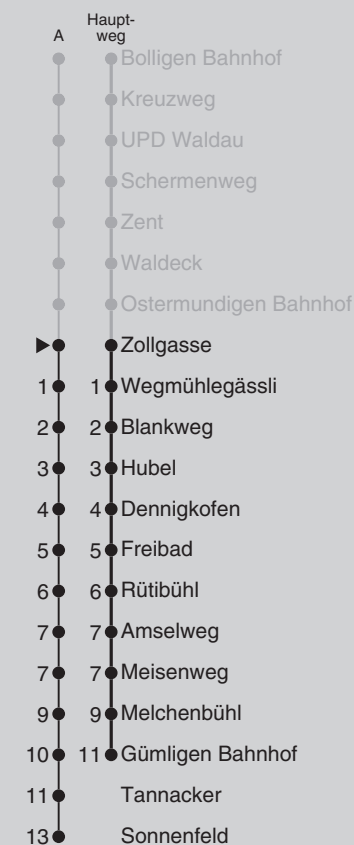 A Haupt-
weg
Bolligen Bahnhof
Kreuzweg
UPD Waldau
Schermenweg
Zent
Waldeck
Ostermundigen Bahnhof
Zollgasse
1 1 Wegmühlegässli
2 2 Blankweg
3 3 Hubel
4 4 Dennigkofen
5 5 Freibad
6 6 Rütibühl
7 7 Amselweg
7 7 Meisenweg
9 9 Melchenbühl
10 11 Gümligen Bahnhof
11 Tannacker
13 Sonnenfeld